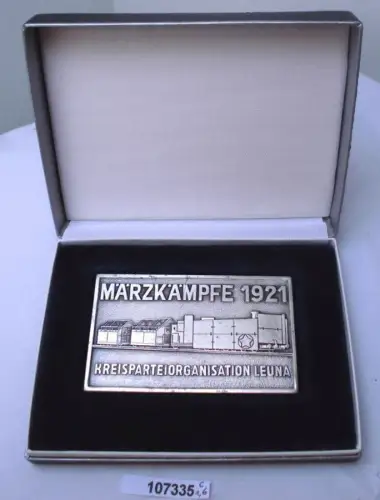 MÄRZKÄMPFE 1921
KREISPARTEIORGANISATION LEUNA
107335